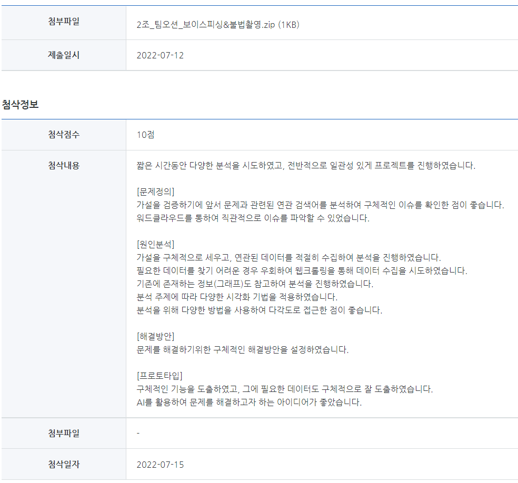 첨부파일 2조_팀오션_보이스피싱&불법촬영.zip (1KB)
제출일시 2022-07-12
첨삭정보
첨삭점수 10점
첨삭내용 짧은 시간동안 다양한 분석을 시도하였고, 전반적으로 일관성 있게 프로젝트를 진행하였습니다.
[문제정의]
가설을 검증하기에 앞서 문제와 관련된 연관 검색어를 분석하여 구체적인 이슈를 확인한 점이 좋습니다.
워드클라우드를 통하여 직관적으로 이슈를 파악할 수 있었습니다.
[원인분석]
가설을 구체적으로 세우고, 연관된 데이터를 적절히 수집하여 분석을 진행하였습니다.
필요한 데이터를 찾기 어려운 경우 우회하여 웹크롤링을 통해 데이터 수집을 시도하였습니다.
기존에 존재하는 정보(그래프)도 참고하여 분석을 진행하였습니다.
분석 주제에 따라 다양한 시각화 기법을 적용하였습니다.
분석을 위해 다양한 방법을 사용하여 다각도로 접근한 점이 좋습니다.
[해결방안]
문제를 해결하기위한 구체적인 해결방안을 설정하였습니다.
[프로토타입]
구체적인 기능을 도출하였고, 그에 필요한 데이터도 구체적으로 잘 도출하였습니다.
AI를 활용하여 문제를 해결하고자 하는 아이디어가 좋았습니다.
첨부파일 -
첨삭일자 2022-07-15